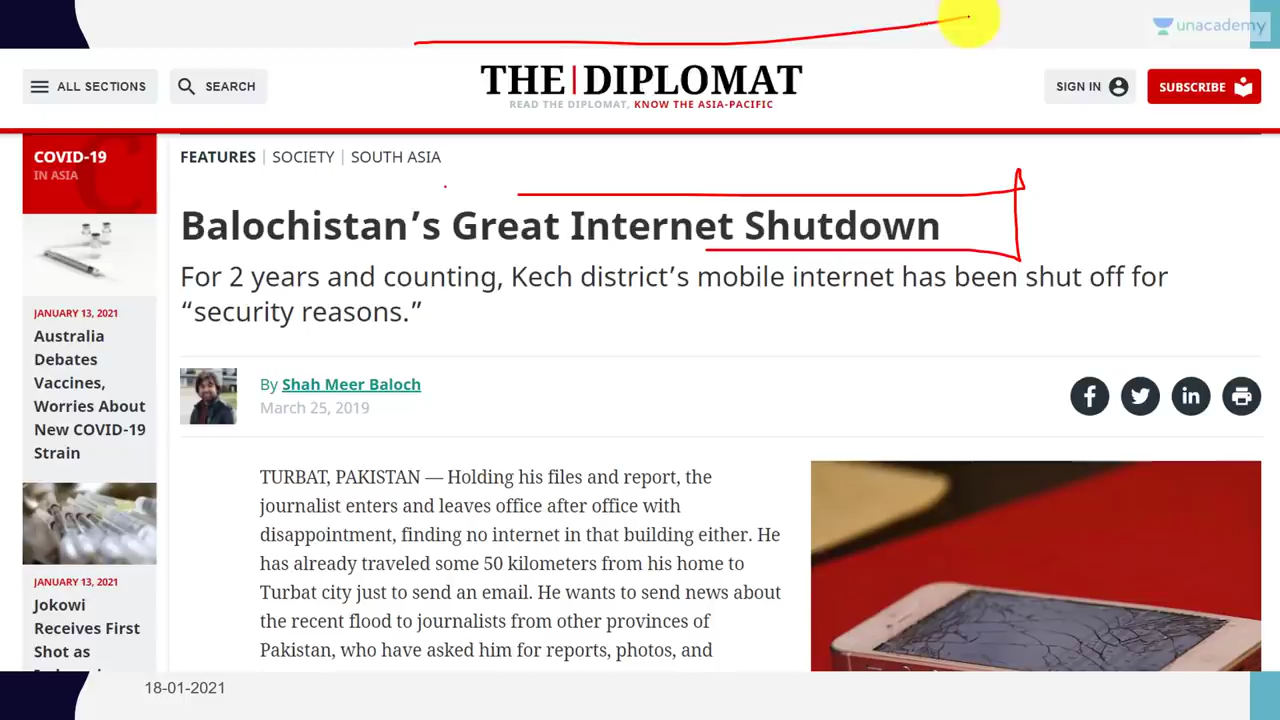 unacademy
ALL SECTIONS
SEARCH
THE|DIPLOMAT
READ THE DIPLOMAT, KNOW THE ASIA-PACIFIC
SIGN IN
SUBSCRIBE
COVID-19
IN ASIA
JANUARY 13, 2021
Australia
Debates
Vaccines,
Worries About
New COVID-19
Strain
JANUARY 13, 2021
Jokowi
Receives First
Shot as
FEATURES | SOCIETY | SOUTH ASIA
Balochistan’s Great Internet Shutdown
For 2 years and counting, Kech district’s mobile internet has been shut off for
“security reasons.”
By Shah Meer Baloch
March 25, 2019
TURBAT, PAKISTAN — Holding his files and report, the
journalist enters and leaves office after office with
disappointment, finding no internet in that building either. He
has already traveled some 50 kilometers from his home to
Turbat city just to send an email. He wants to send news about
the recent flood to journalists from other provinces of
Pakistan, who have asked him for reports, photos, and
18-01-2021